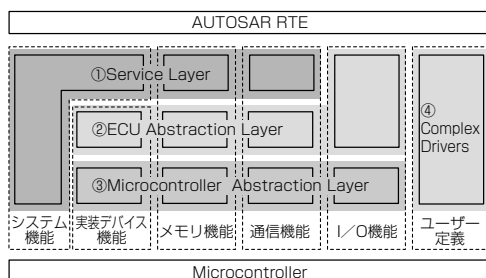 AUTOSAR RTE
①Service Layer
②ECU Abstraction Layer
③Microcontroller Abstraction Layer
④
Complex
Drivers
システム
機能
実装デバイス
機能
メモリ機能
通信機能
I/O機能
ユーザー
定義
Microcontroller